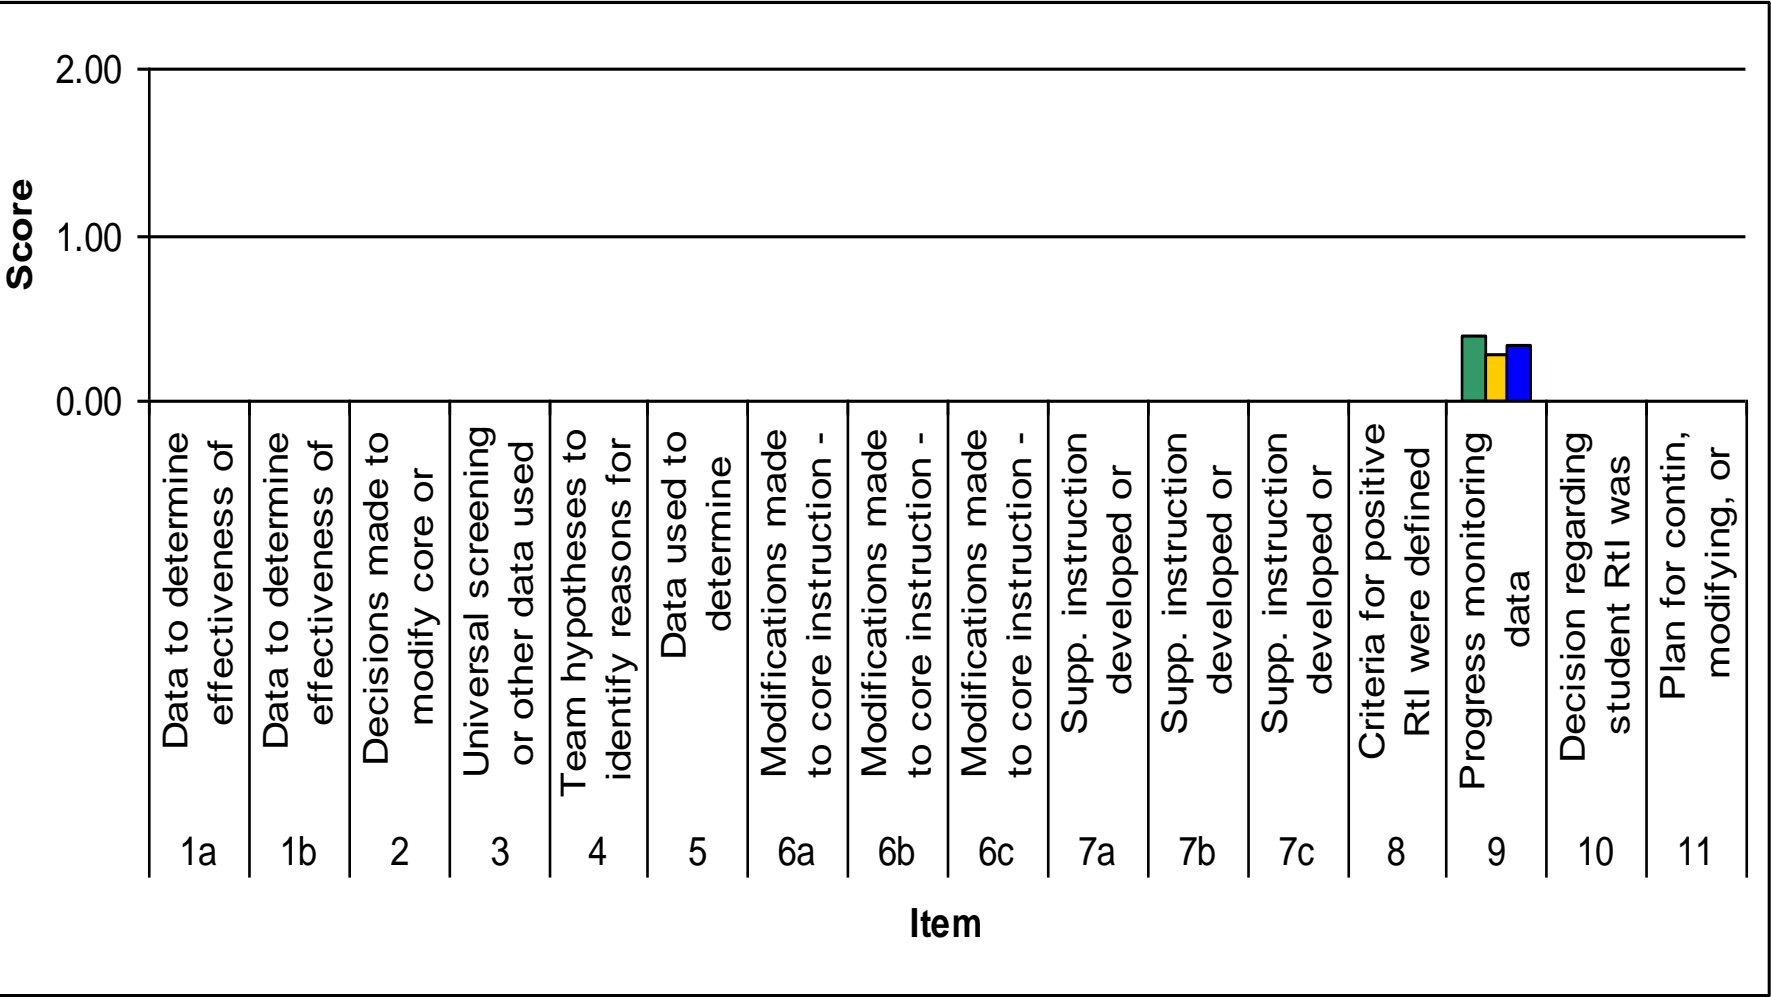 2.00
1.00
0.00
Score
Data to determine
effectiveness of
Data to determine
effectiveness of
Decisions made to
modify core or
Universal screening
or other data used
Team hypotheses to
identify reasons for
Data used to
determine
Modifications made
to core instruction -
Modifications made
to core instruction -
Modifications made
to core instruction -
Supp. instruction
developed or
Supp. instruction
developed or
Supp. instruction
developed or
Criteria for positive
RtI were defined
Progress monitoring
data
Decision regarding
student RtI was
Plan for contin,
modifying, or
1a 1b 2 3 4 5 6a 6b 6c 7a 7b 7c 8 9 10 11
Item